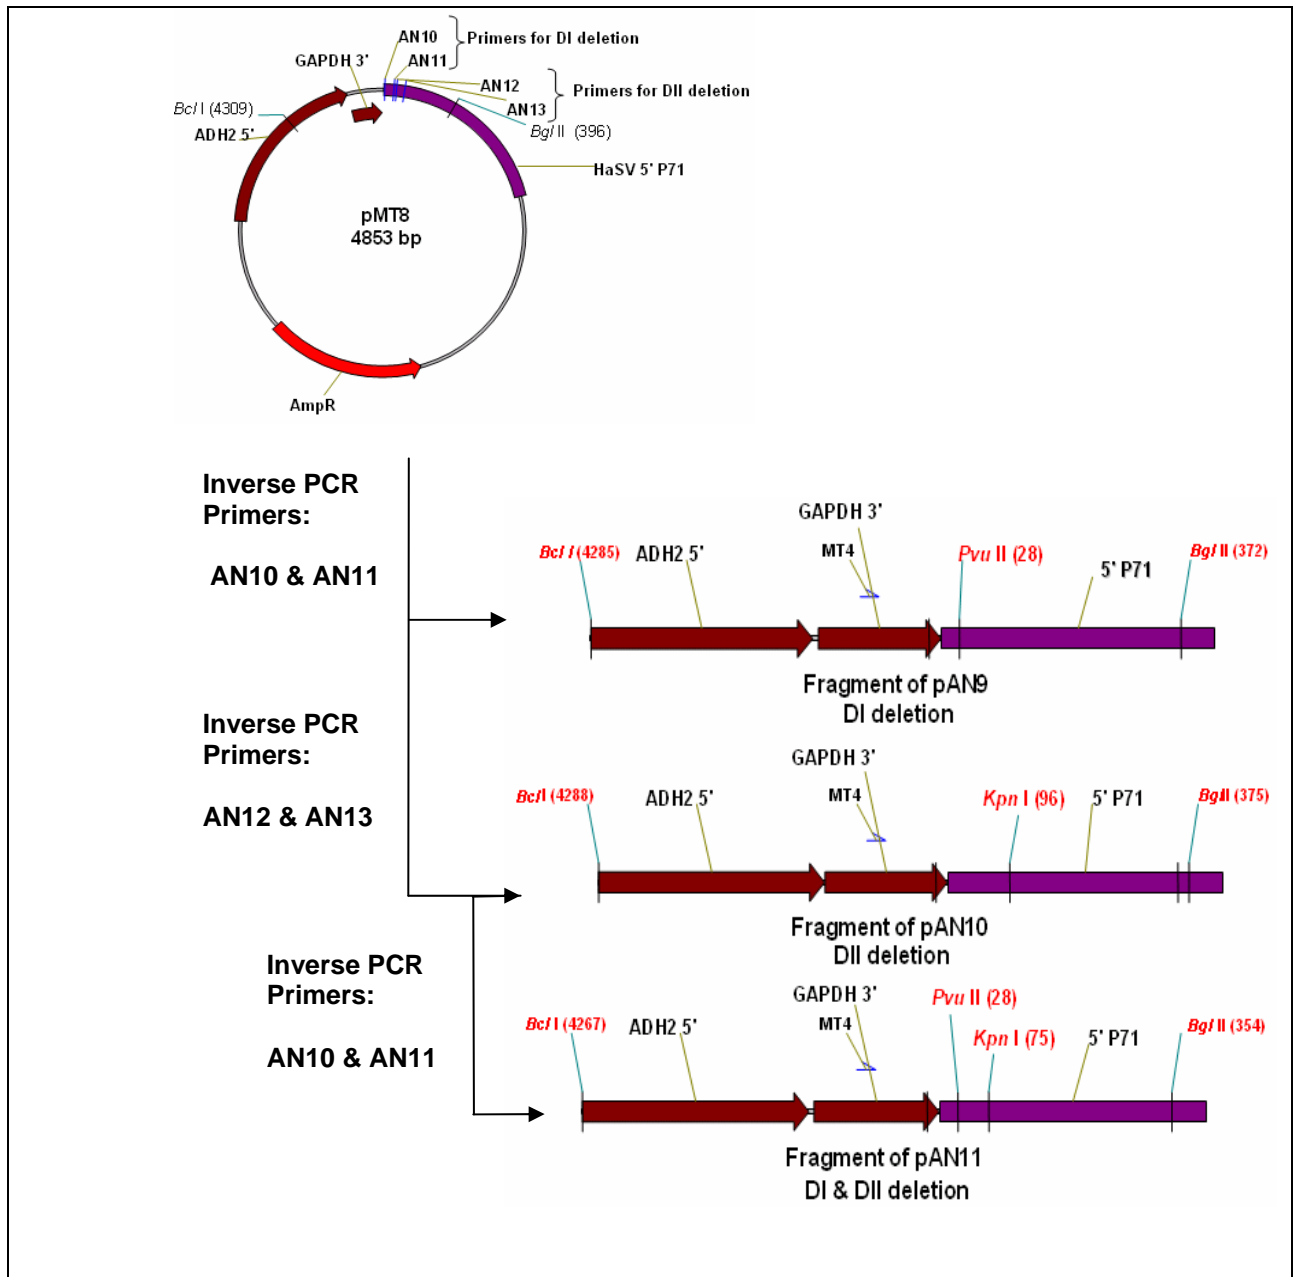 AN10
AN11
Primers for DI deletion
GAPDH 3'
AN12
AN13
Primers for DII deletion
Bcl I (4309)
Bgl II (396)
ADH2 5'
HaSV 5' P71
pMT8
4853 bp
AmpR
Inverse PCR
Primers:
AN10 & AN11
GAPDH 3'
Bcl I (4285)
ADH2 5'
MT4
Pvu II (28)
5' P71
Bgl II (372)
Fragment of pAN9
DI deletion
Inverse PCR
Primers:
AN12 & AN13
GAPDH 3'
Bcl I (4288)
ADH2 5'
MT4
Kpn I (96)
5' P71
Bgl II (375)
Fragment of pAN10
DII deletion
Inverse PCR
Primers:
AN10 & AN11
GAPDH 3'
Pvu II (28)
Bcl I (4267)
ADH2 5'
MT4
Kpn I (75)
5' P71
Bgl II (354)
Fragment of pAN11
DI & DII deletion